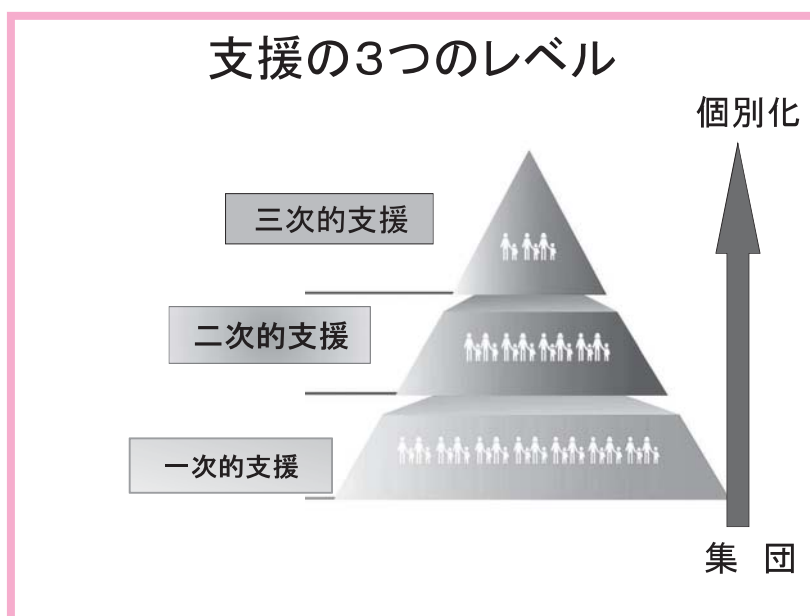 支援の3つのレベル
個別化
三次的支援
二次的支援
一次的支援
集 団